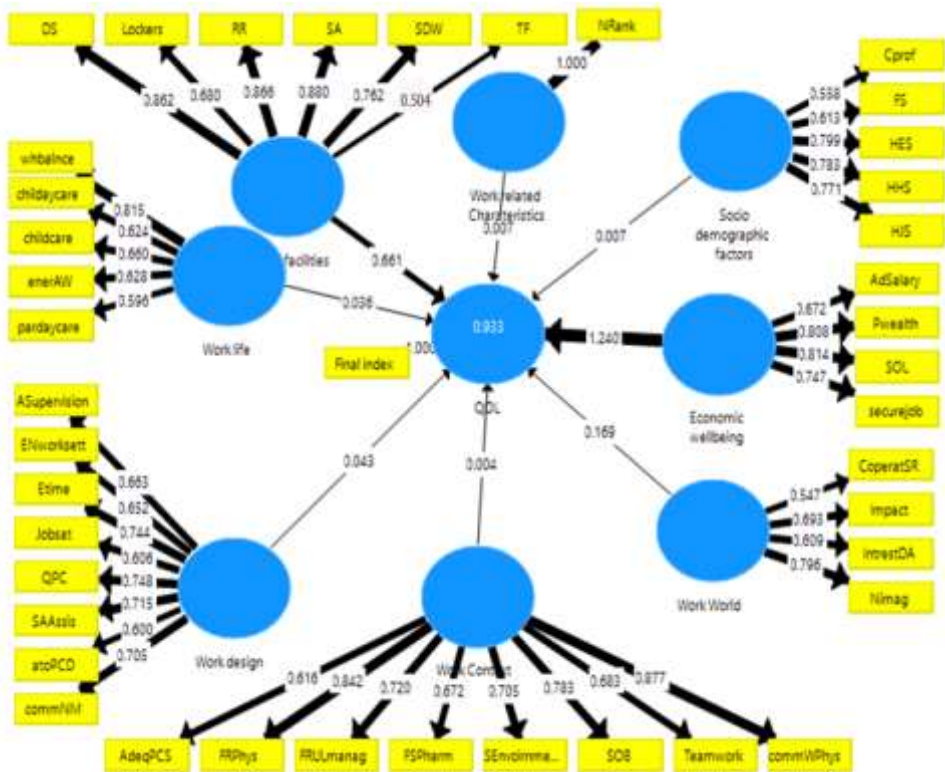 DS
Lockers
RR
SA
SDW
TF
NRank
0.862
0.680
0.866
0.880
0.762
0.504
1.000
Cprof
FS
HES
HHS
HJS
0.538
0.613
0.799
0.783
0.771
whbalnce
childaycare
childcare
enerAW
pardaycare
0.815
0.624
0.660
0.628
0.596
facilities
Work related
Charateristics
Socio
demographic
factors
Work life
0.661
0.007
0.007
0.036
0.933
1.000
Final index
QOL
1.240
Economic
wellbeing
AdSalary
Pwealth
SOL
securejob
0.672
0.808
0.814
0.747
ASupervision
ENworksett
Etime
Jobsat
QPC
SAAssis
atoPCD
commNM
0.663
0.652
0.744
0.606
0.748
0.715
0.600
0.705
Work design
0.043
0.004
0.169
Work World
CoperatSR
Impact
IntrestDA
Nimag
0.547
0.693
0.609
0.796
Work Context
0.616
0.842
0.720
0.672
0.705
0.783
0.683
0.877
AdeqPCS
FRPhys
FRULmanag
FSPharm
SEnvoimme...
SOB
Teamwork
commWPhys